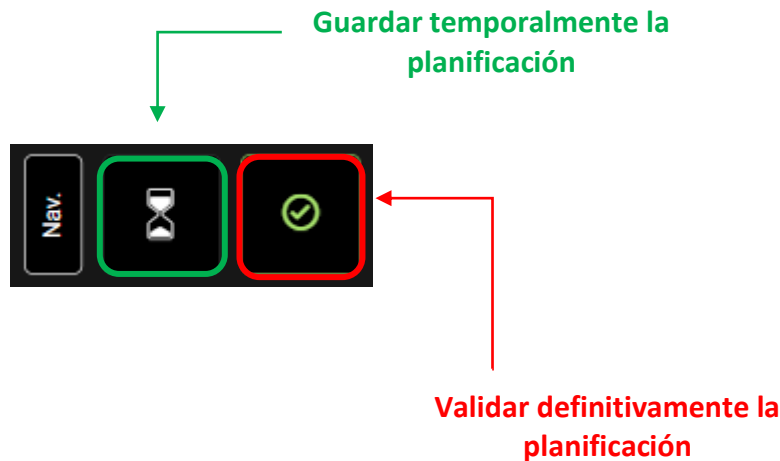 Guardar temporalmente la
planificación
Nav.
Validar definitivamente la
planificación